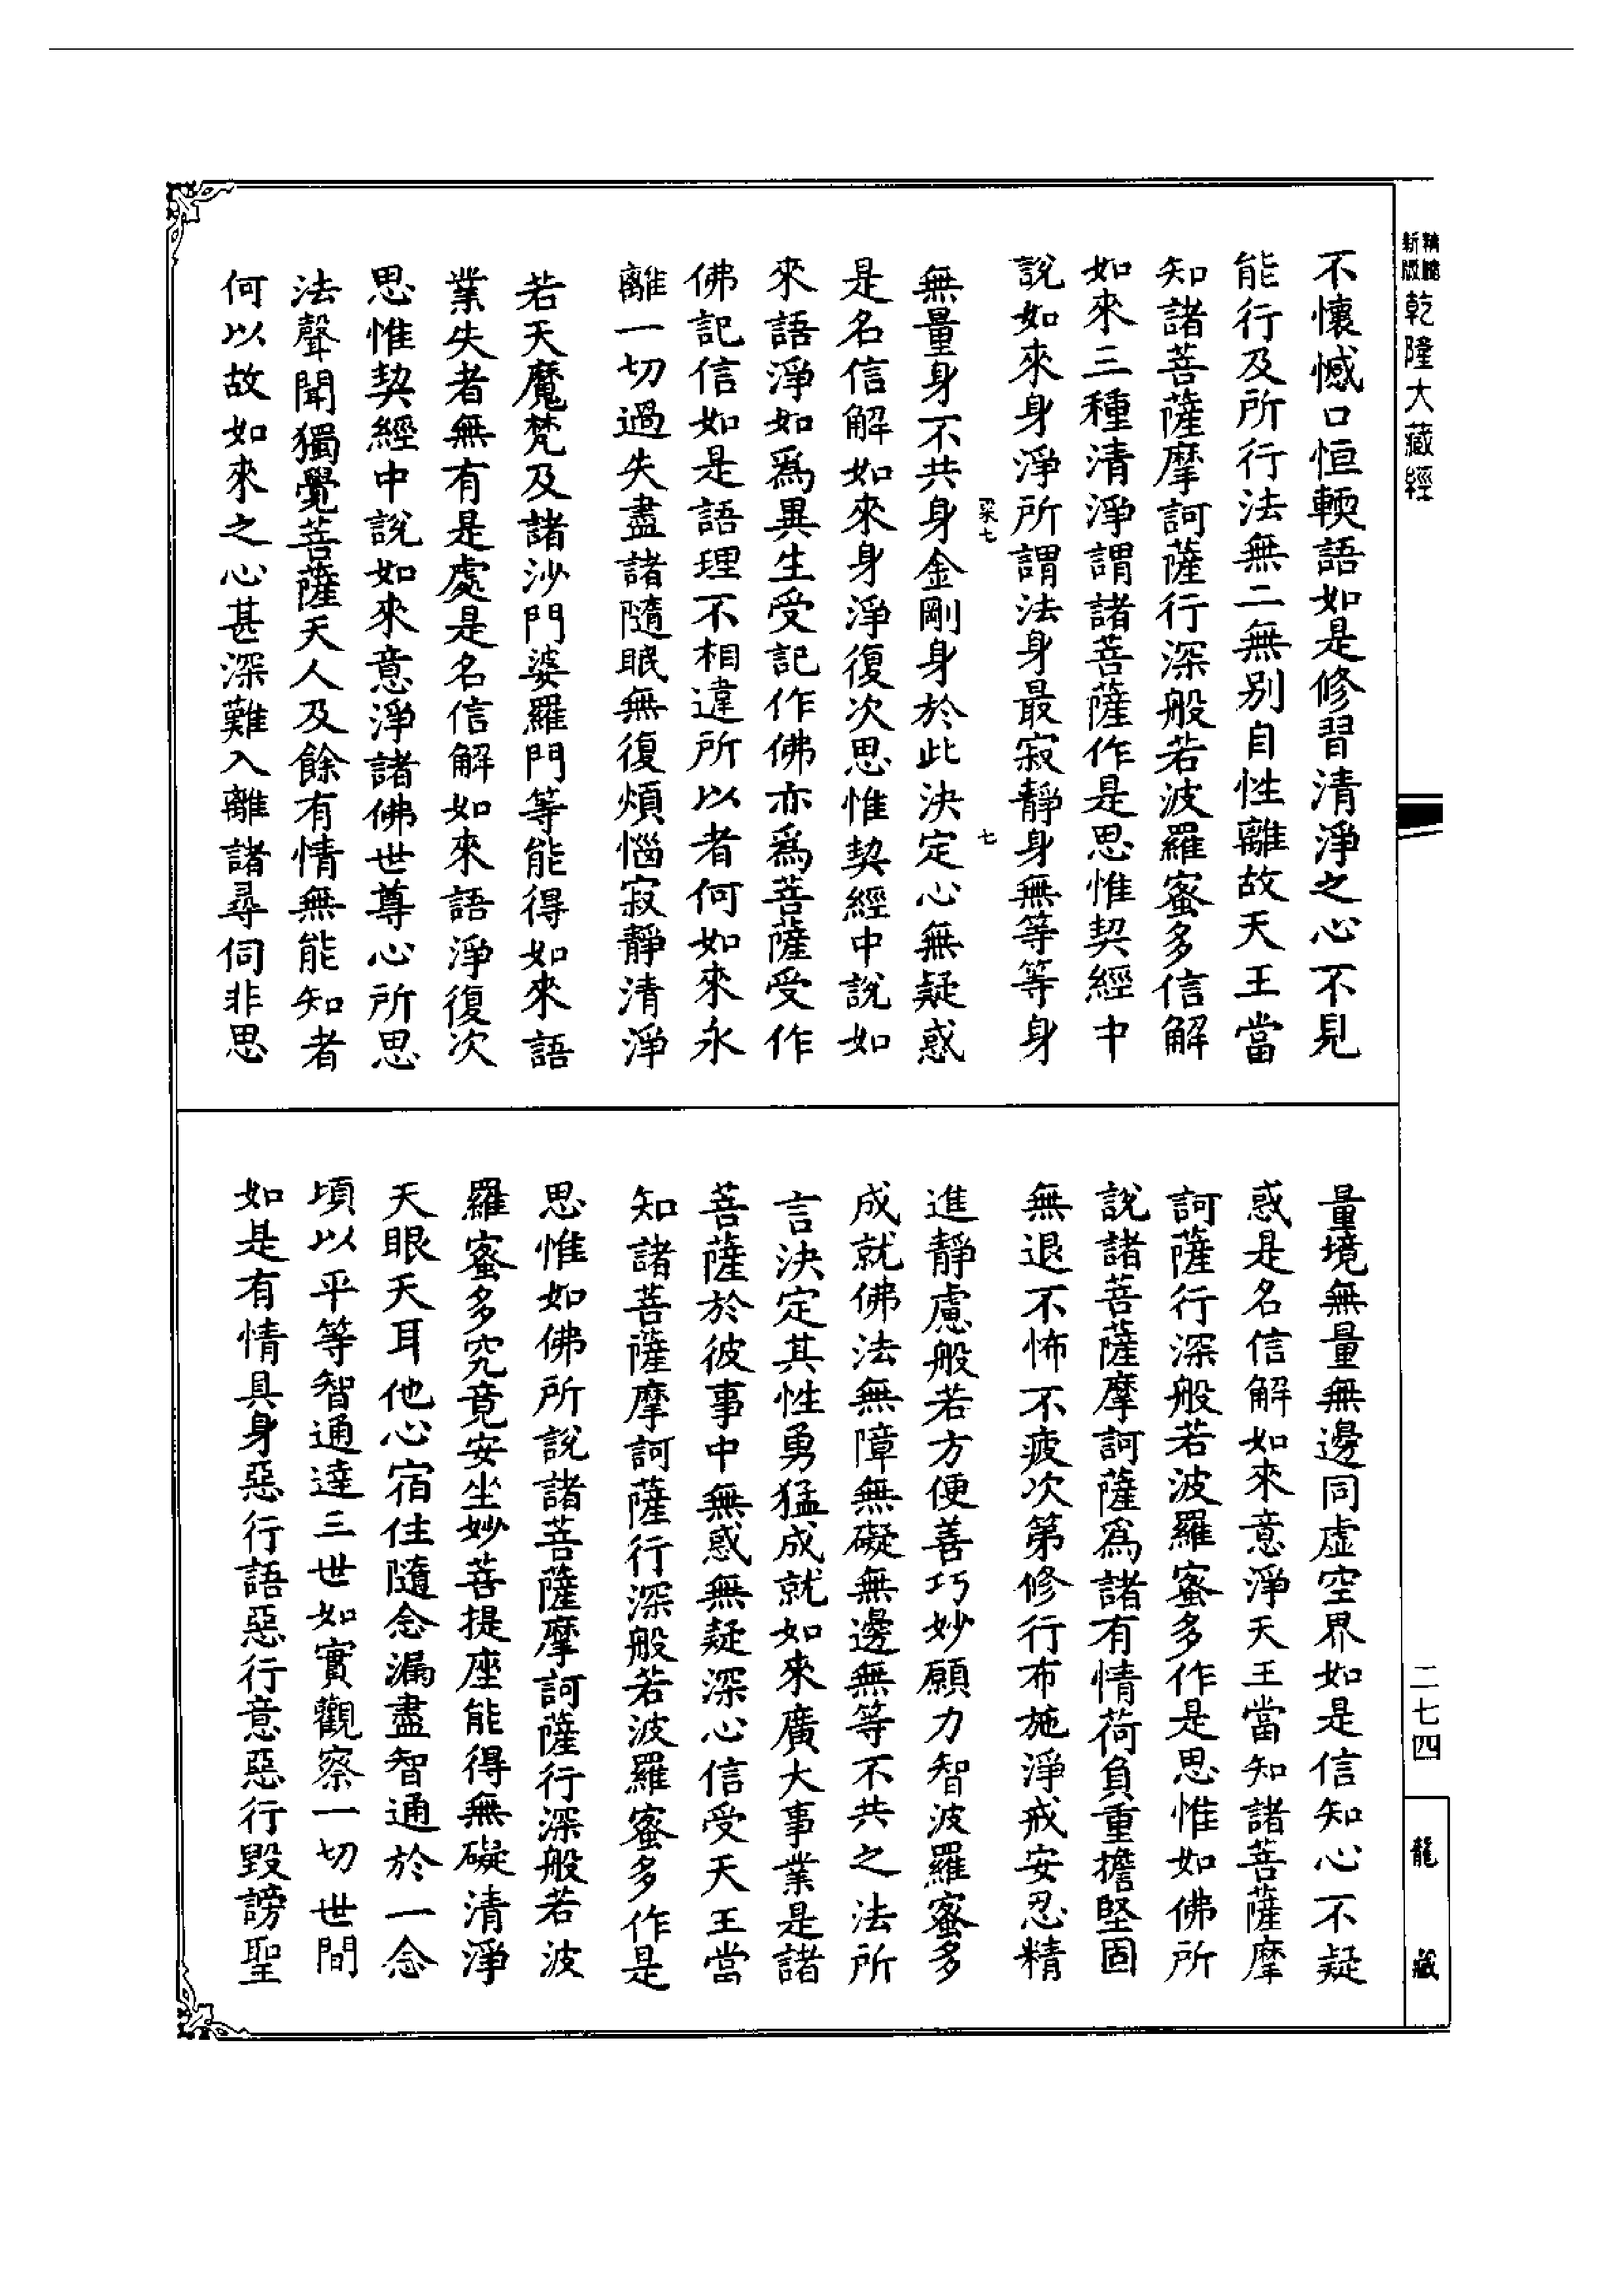 新版
精縮
乾隆大藏經
不懷憾口恒輭語如是修習清淨之心不見
能行及所行行法無二無別自性離故天王當
知諸菩薩摩訶薩行深般若波羅蜜多信解
如來三種清淨謂諸菩薩作是思惟契經中
說如來身淨所謂法身最寂靜身無等等身
七
無量身不共身金剛身於此決定心無疑惑
是名信解如來身淨復次思惟契經中說如
來語淨如爲異生受記作佛亦爲菩薩受作
佛記信如是語理不相違所以者何如來永
離一切過失盡諸隨眠無復煩惱寂靜清淨
若天魔梵及諸沙門婆羅門等能得如來語
業失者無有是處是名信解如來語淨復次
思惟契經中說如來意淨諸佛世尊心所思
法聲聞獨覺菩薩天人及餘有情無能知者
何以故如來之心甚深難入離諸尋伺非思
量境無量無邊同虛空界如是信知心不疑
惑是名信解如來意淨天王當知諸菩薩摩
訶薩行深般若波羅蜜多作是思惟如佛所
說諸菩薩摩訶薩爲諸有情荷負重擔堅固
無退不怖不疲次第修行布施淨戒安忍精
進靜慮般若方便善巧妙願力智波羅蜜多
成就佛法無障無礙無邊無等不共之法所
言決定其性勇猛成就如來廣大事業是諸
菩薩於彼事中無惑無疑深心信受天王當
知諸菩薩摩訶薩行深般若波羅蜜多作是
思惟如佛所說諸菩薩摩訶薩行深般若波
羅蜜多究竟安坐妙菩提座能得無礙清淨
天眼天耳他心宿住隨念漏盡智通於一念
頃以平等智通達三世如實觀察一切世間
如是有情具身惡行語惡行意惡行毀謗聖
二七四
龍藏